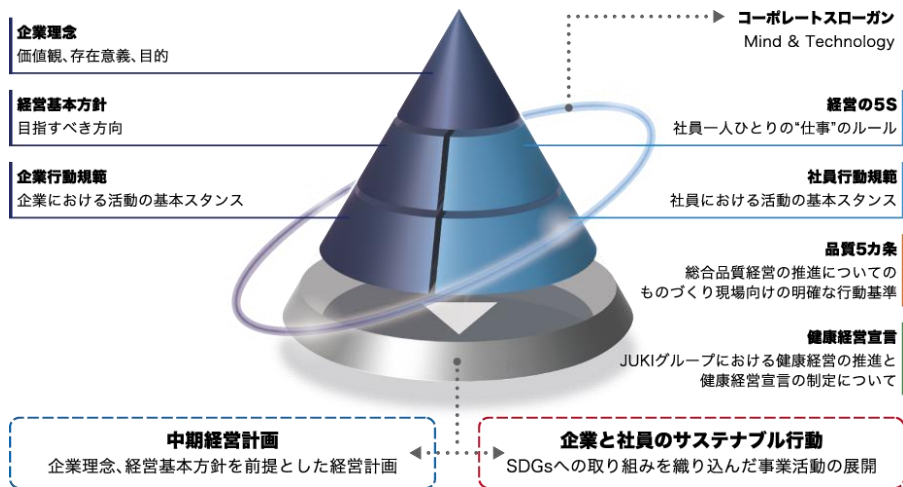 企業理念
価値観、存在意義、目的
経営基本方針
目指すべき方向
企業行動規範
企業における活動の基本スタンス
コーポレートスローガン
Mind & Technology
経営の5S
社員一人ひとりの“仕事”のルール
社員行動規範
社員における活動の基本スタンス
品質5カ条
総合品質経営の推進についての
ものづくり現場向けの明確な行動基準
健康経営宣言
JUKIグループにおける健康経営の推進と
健康経営宣言の制定について
中期経営計画
企業理念、経営基本方針を前提とした経営計画
企業と社員のサステナブル行動
SDGsへの取り組みを織り込んだ事業活動の展開